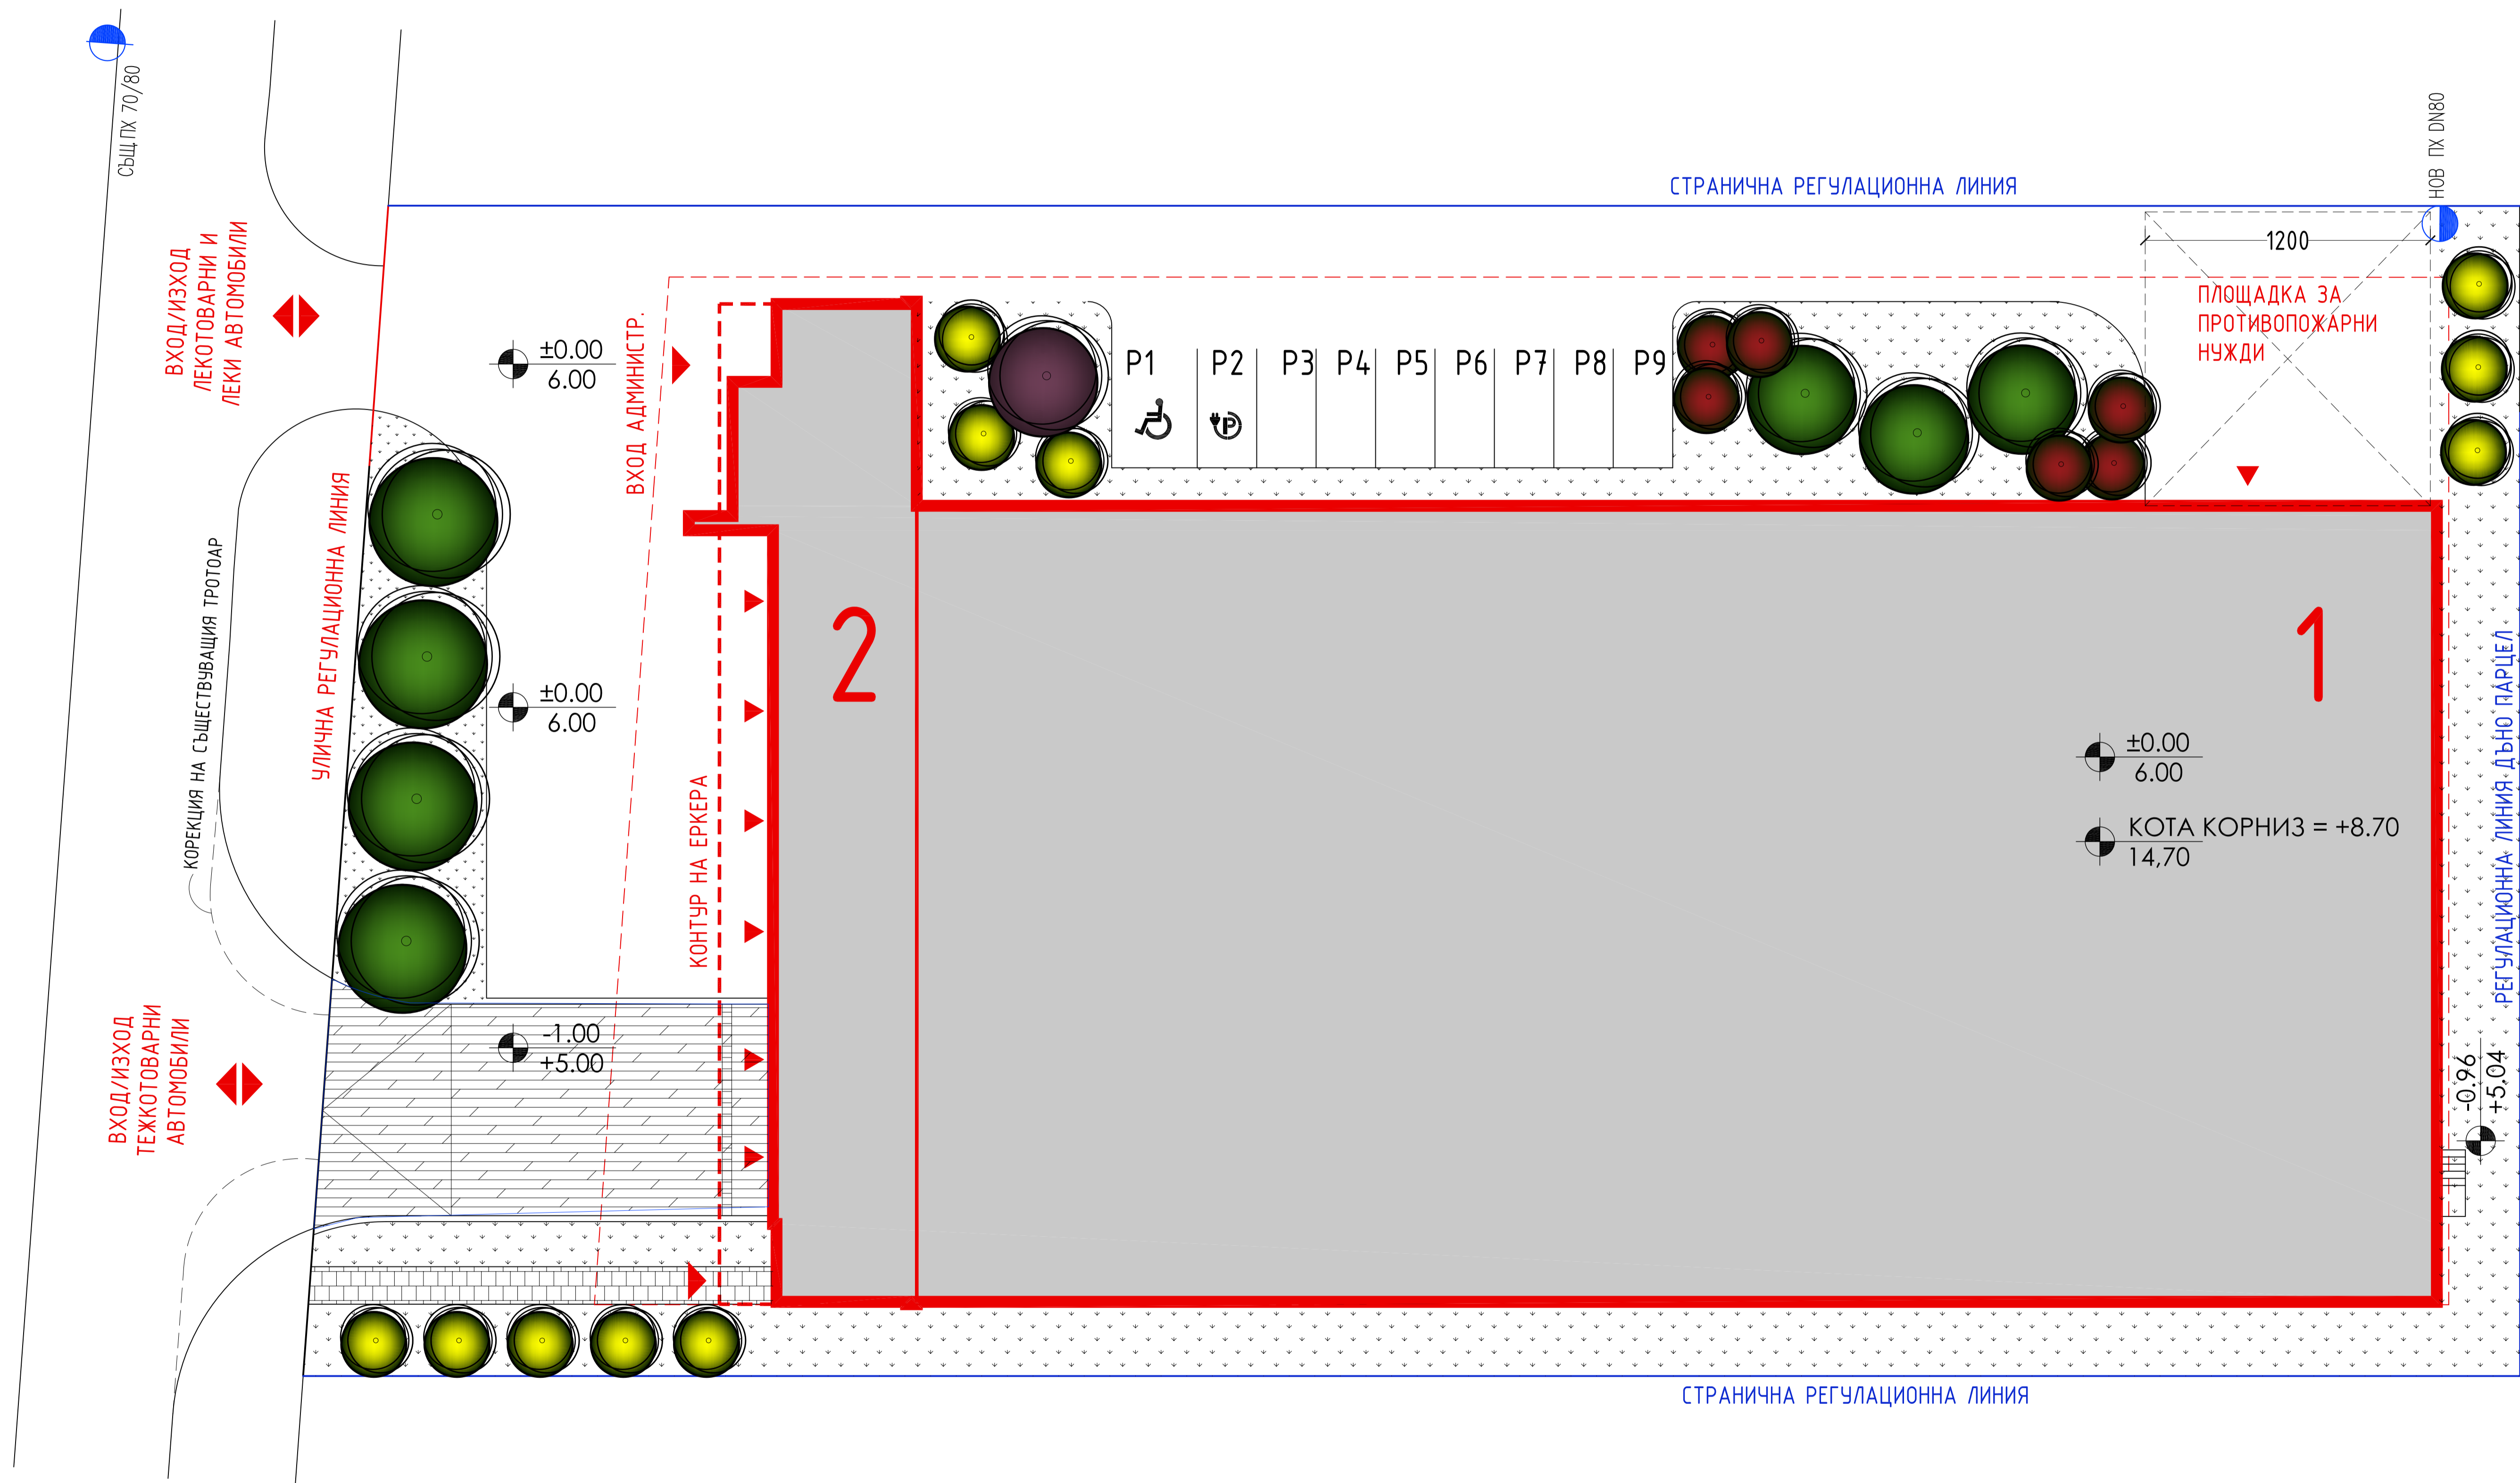 СЪЩ.ПХ 70/80
НОВ ПХ DN80
СТРАНИЧНА РЕГУЛАЦИОННА ЛИНИЯ
ВХОД/ИЗХОД
ЛЕКОТОВАРНИ И
ЛЕКИ АВТОМОБИЛИ
1200
ПЛОЩАДКА ЗА
ПРОТИВОПОЖАРНИ
НУЖДИ
±0.00
6.00
ВХОД АДМИНИСТР.
P1
P2
P3
P4
P5
P6
P7
P8
P9
P
УЛИЧНА РЕГУЛАЦИОННА ЛИНИЯ
КОРЕКЦИЯ НА СЪЩЕСТВУВАЩИЯ ТРОТОАР
±0.00
6.00
2
1
КОНТУР НА ЕРКЕРА
±0.00
6.00
КОТА КОРНИЗ = +8.70
14,70
РЕГУЛАЦИОННА ЛИНИЯ ДЪНО ПАРЦЕЛ
ВХОД/ИЗХОД
ТЕЖКОТОВАРНИ
АВТОМОБИЛИ
-1.00
+5.00
-0.96
+5.04
СТРАНИЧНА РЕГУЛАЦИОННА ЛИНИЯ